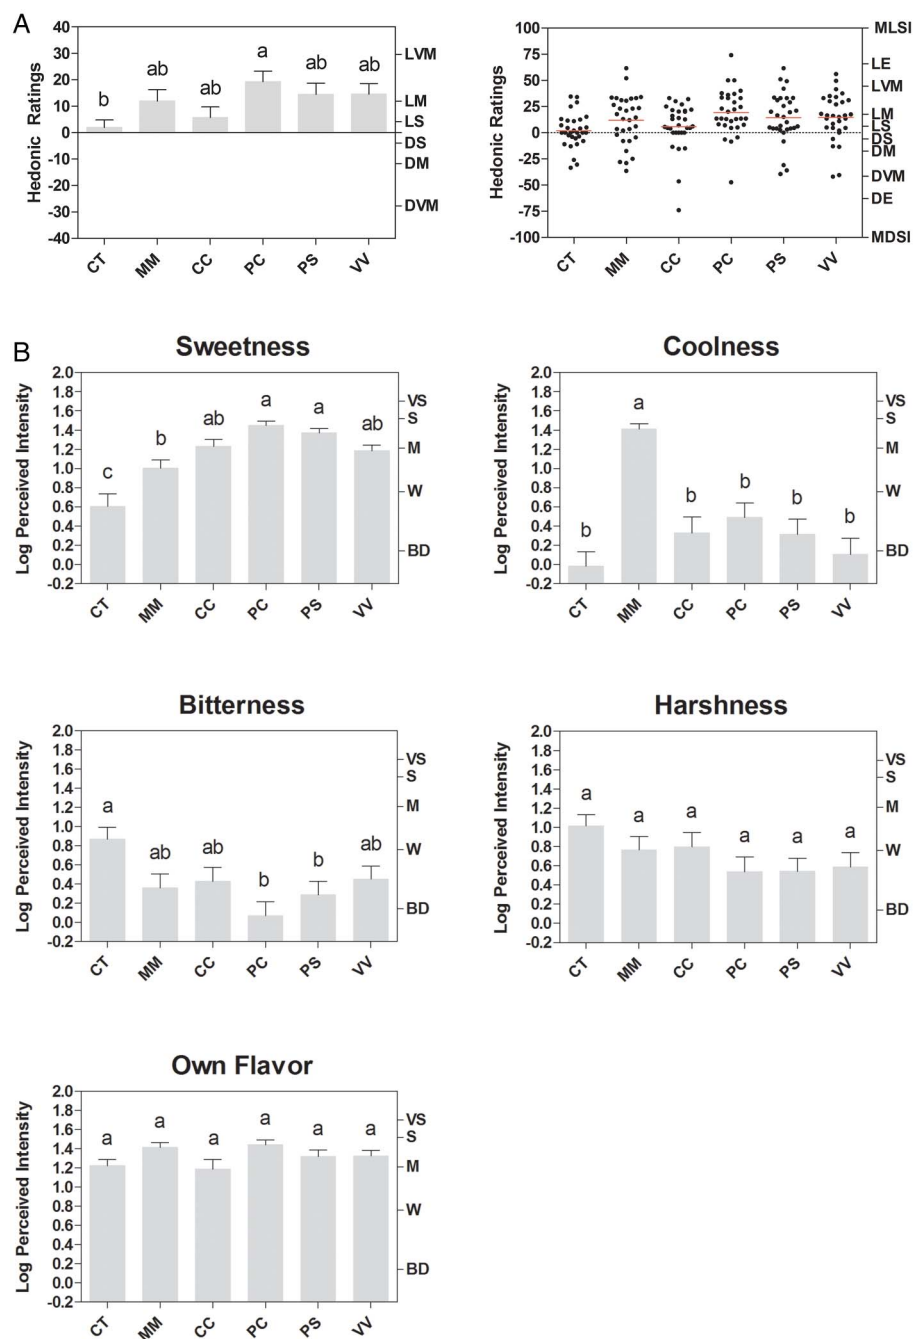 A
Hedonic Ratings
40
30
20
10
0
-10
-20
-30
-40
b
ab
ab
a
ab
ab
LVM
LM
LS
DS
DM
DVM
CT
MM
CC
PC
PS
VV
Hedonic Ratings
100
75
50
25
0
-25
-50
-75
-100
MLSI
LE
LVM
LM
LS
DS
DM
DVM
DE
MDSI
CT
MM
CC
PC
PS
VV
B
Sweetness
Log Perceived Intensity
2.0
1.8
1.6
1.4
1.2
1.0
0.8
0.6
0.4
0.2
0.0
-0.2
c
b
ab
a
a
ab
VS
S
M
W
BD
CT
MM
CC
PC
PS
VV
Coolness
Log Perceived Intensity
2.0
1.8
1.6
1.4
1.2
1.0
0.8
0.6
0.4
0.2
0.0
-0.2
b
a
b
b
b
b
VS
S
M
W
BD
CT
MM
CC
PC
PS
VV
Bitterness
Log Perceived Intensity
2.0
1.8
1.6
1.4
1.2
1.0
0.8
0.6
0.4
0.2
0.0
-0.2
a
ab
ab
b
b
ab
VS
S
M
W
BD
CT
MM
CC
PC
PS
VV
Harshness
Log Perceived Intensity
2.0
1.8
1.6
1.4
1.2
1.0
0.8
0.6
0.4
0.2
0.0
-0.2
a
a
a
a
a
a
VS
S
M
W
BD
CT
MM
CC
PC
PS
VV
Own Flavor
Log Perceived Intensity
2.0
1.8
1.6
1.4
1.2
1.0
0.8
0.6
0.4
0.2
0.0
-0.2
a
a
a
a
a
a
VS
S
M
W
BD
CT
MM
CC
PC
PS
VV